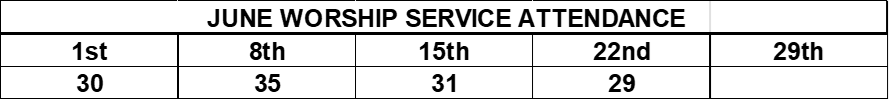 JUNE WORSHIP SERVICE ATTENDANCE
1st 8th 15th 22nd 29th
30 35 31 29